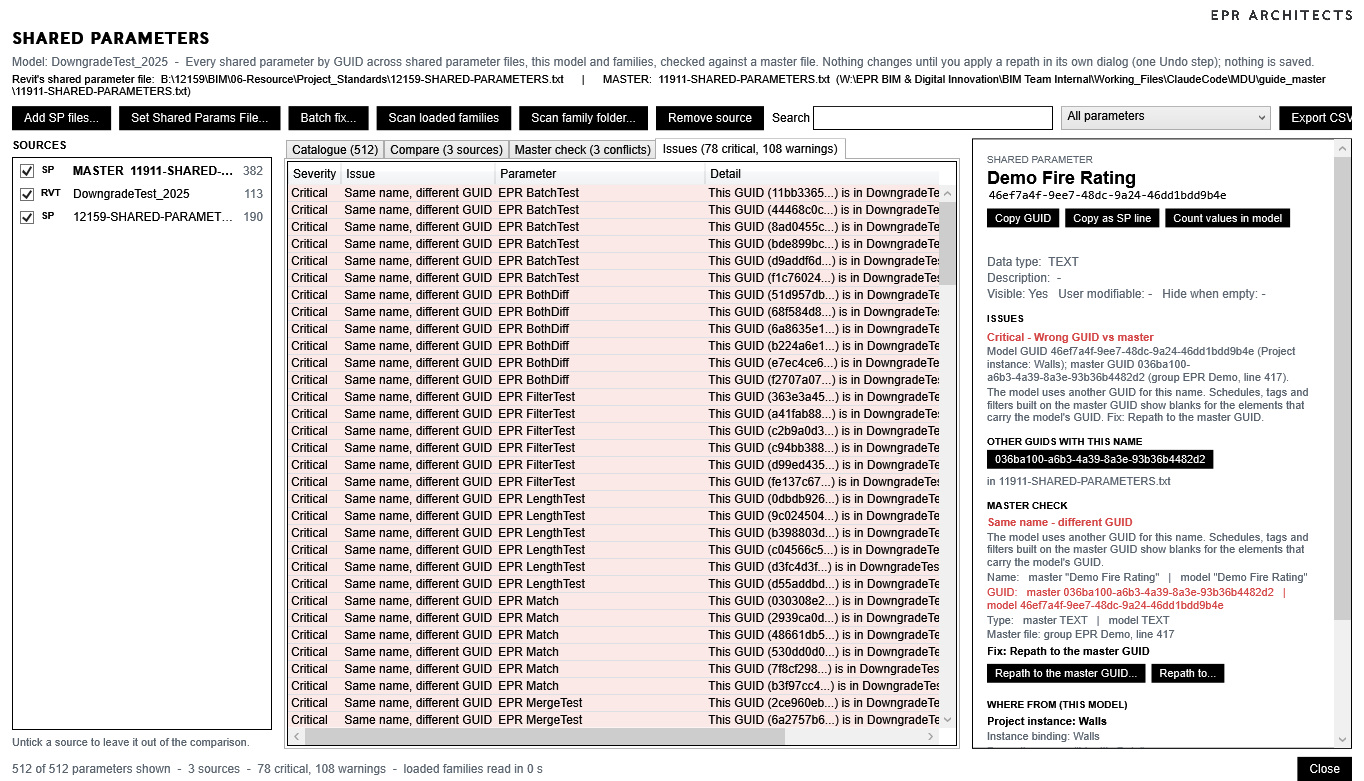 EPR ARCHITECTS
SHARED PARAMETERS
Model: DowngradeTest_2025 - Every shared parameter by GUID across shared parameter files, this model and families, checked against a master file. Nothing changes until you apply a repath in its own dialog (one Undo step); nothing is saved.
Revit's shared parameter file: B:\12159\BIM\06-Resource\Project_Standards\12159-SHARED-PARAMETERS.txt | MASTER: 11911-SHARED-PARAMETERS.txt (W:\EPR BIM & Digital Innovation\BIM Team Internal\Working_Files\ClaudeCode\MDU\guide_master
\11911-SHARED-PARAMETERS.txt)
Add SP files... Set Shared Params File... Batch fix... Scan loaded families Scan family folder... Remove source Search All parameters Export CSV
SOURCES
SP MASTER 11911-SHARED-... 382
RVT DowngradeTest_2025 113
SP 12159-SHARED-PARAMET... 190
Untick a source to leave it out of the comparison.
Catalogue (512) Compare (3 sources) Master check (3 conflicts) Issues (78 critical, 108 warnings)
Severity Issue Parameter Detail
Critical Same name, different GUID EPR BatchTest This GUID (11bb3365...) is in DowngradeTe
Critical Same name, different GUID EPR BatchTest This GUID (44468c0c...) is in DowngradeTe
Critical Same name, different GUID EPR BatchTest This GUID (8ad0455c...) is in DowngradeTe
Critical Same name, different GUID EPR BatchTest This GUID (bde899bc...) is in DowngradeTe
Critical Same name, different GUID EPR BatchTest This GUID (d9addf6d...) is in DowngradeTe
Critical Same name, different GUID EPR BatchTest This GUID (f1c76024...) is in DowngradeTes
Critical Same name, different GUID EPR BothDiff This GUID (51d957db...) is in DowngradeTe
Critical Same name, different GUID EPR BothDiff This GUID (68f584d8...) is in DowngradeTe
Critical Same name, different GUID EPR BothDiff This GUID (6a8635e1...) is in DowngradeTe
Critical Same name, different GUID EPR BothDiff This GUID (b224a6e1...) is in DowngradeTe
Critical Same name, different GUID EPR BothDiff This GUID (e7ec4ce6...) is in DowngradeTe
Critical Same name, different GUID EPR BothDiff This GUID (f2707a07...) is in DowngradeTes
Critical Same name, different GUID EPR FilterTest This GUID (363e3a45...) is in DowngradeTe
Critical Same name, different GUID EPR FilterTest This GUID (a41fab88...) is in DowngradeTes
Critical Same name, different GUID EPR FilterTest This GUID (c2b9a0d3...) is in DowngradeTe
Critical Same name, different GUID EPR FilterTest This GUID (c94bb388...) is in DowngradeTe
Critical Same name, different GUID EPR FilterTest This GUID (d99ed435...) is in DowngradeTe
Critical Same name, different GUID EPR FilterTest This GUID (fe137c67...) is in DowngradeTes
Critical Same name, different GUID EPR LengthTest This GUID (0dbdb926...) is in DowngradeTe
Critical Same name, different GUID EPR LengthTest This GUID (9c024504...) is in DowngradeTe
Critical Same name, different GUID EPR LengthTest This GUID (b398803d...) is in DowngradeTe
Critical Same name, different GUID EPR LengthTest This GUID (c04566c5...) is in DowngradeTe
Critical Same name, different GUID EPR LengthTest This GUID (d3fc4d3f...) is in DowngradeTes
Critical Same name, different GUID EPR LengthTest This GUID (d55addbd...) is in DowngradeTe
Critical Same name, different GUID EPR Match This GUID (030308e2...) is in DowngradeTe
Critical Same name, different GUID EPR Match This GUID (2939ca0d...) is in DowngradeTe
Critical Same name, different GUID EPR Match This GUID (48661db5...) is in DowngradeTe
Critical Same name, different GUID EPR Match This GUID (530dd0d0...) is in DowngradeTe
Critical Same name, different GUID EPR Match This GUID (7f8cf298...) is in DowngradeTes
Critical Same name, different GUID EPR Match This GUID (b3f97cc4...) is in DowngradeTes
Critical Same name, different GUID EPR MergeTest This GUID (2ce960eb...) in DowngradeTe
Critical Same name, different GUID EPR MergeTest This GUID (6a2757b6...) is in DowngradeTe
SHARED PARAMETER
Demo Fire Rating
46ef7a4f-9ee7-48dc-9a24-46dd1bdd9b4e
Copy GUID Copy as SP line Count values in model
Data type: TEXT
Description: -
Visible: Yes User modifiable: - Hide when empty: -
ISSUES
Critical - Wrong GUID vs master
Model GUID 46ef7a4f-9ee7-48dc-9a24-46dd1bdd9b4e (Project
instance: Walls); master GUID 036ba100-
a6b3-4a39-8a3e-93b36b4482d2 (group EPR Demo, line 417).
The model uses another GUID for this name. Schedules, tags and
filters built on the master GUID show blanks for the elements that
carry the model's GUID. Fix: Repath to the master GUID.
OTHER GUIDS WITH THIS NAME
036ba100-a6b3-4a39-8a3e-93b36b4482d2
in 11911-SHARED-PARAMETERS.txt
MASTER CHECK
Same name - different GUID
The model uses another GUID for this name. Schedules, tags and
filters built on the master GUID show blanks for the elements that
carry the model's GUID.
Name: master "Demo Fire Rating" | model "Demo Fire Rating"
GUID: master 036ba100-a6b3-4a39-8a3e-93b36b4482d2 |
model 46ef7a4f-9ee7-48dc-9a24-46dd1bdd9b4e
Type: master TEXT | model TEXT
Master file: group EPR Demo, line 417
Fix: Repath to the master GUID
Repath to the master GUID... Repath to...
WHERE FROM (THIS MODEL)
Project instance: Walls
Instance binding: Walls
512 of 512 parameters shown - 3 sources - 78 critical, 108 warnings - loaded families read in 0 s
Close